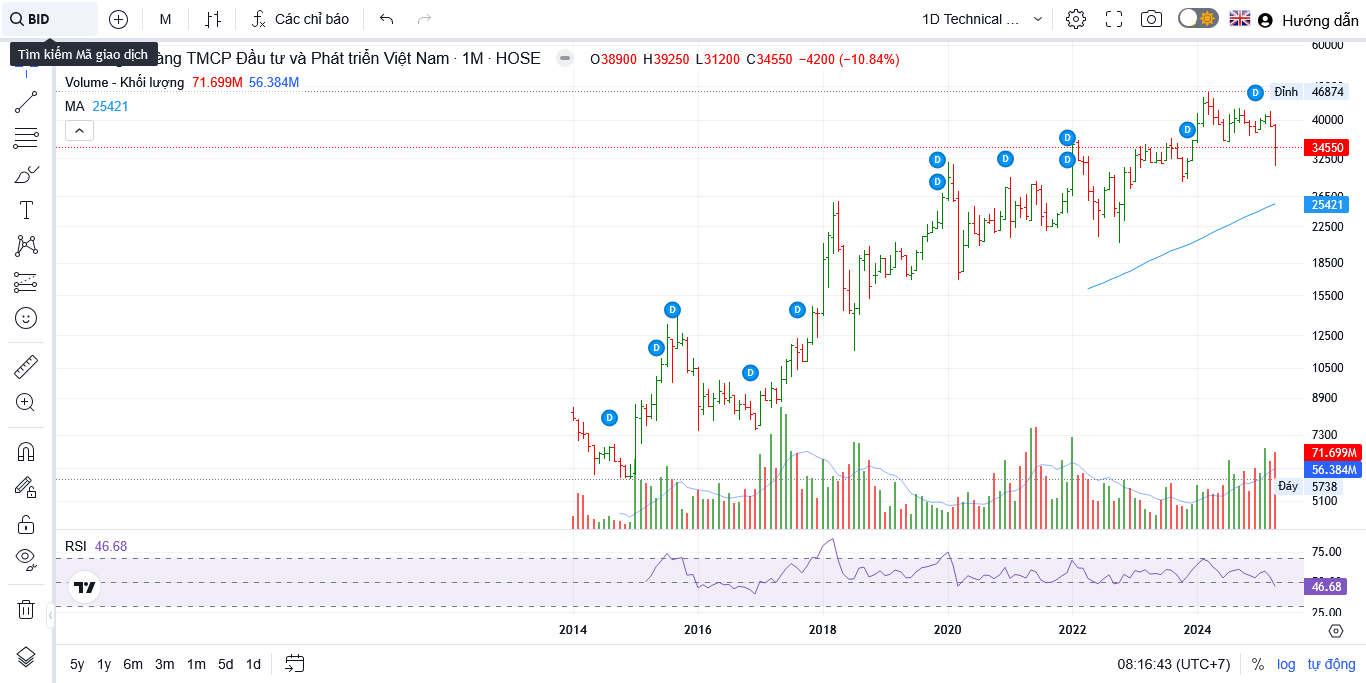 BID
M
Các chỉ báo
1D Technical ...
Hướng dẫn
Tìm kiếm Mã giao dịch
àng TMCP Đầu tư và Phát triển Việt Nam · 1M · HOSE
O38900 H39250 L31200 C34550 −4200 (−10.84%)
Volume - Khối lượng 71.699M 56.384M
MA 25421
60000
Đỉnh 46874
40000
34550
32500
26500
25421
22500
18500
15500
12500
10500
8900
7300
71.699M
56.384M
Đáy 5738
5100
D
D
D
D
D
D
D
D
D
D
D
D
RSI 46.68
75.00
46.68
25.00
2014 2016 2018 2020 2022 2024
5y 1y 6m 3m 1m 5d 1d
08:16:43 (UTC+7) % log tự động